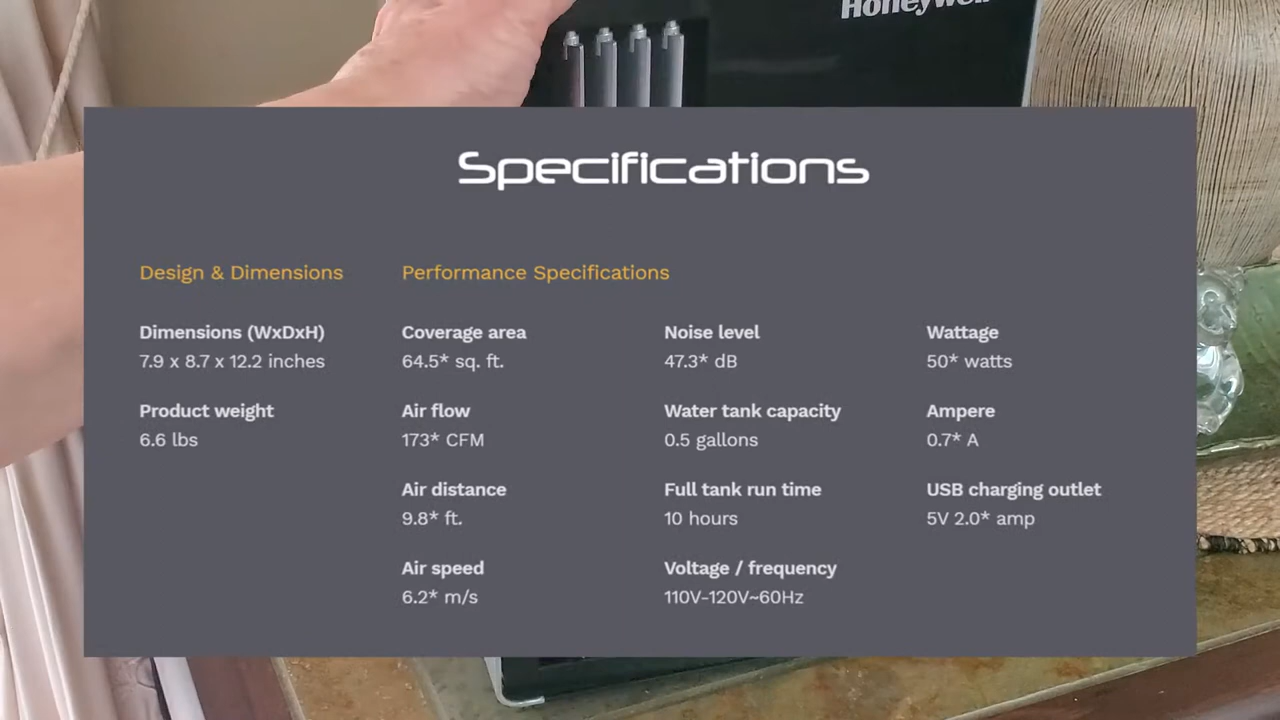 Honeywell
Specifications
Design & Dimensions
Performance Specifications
Dimensions (WxDxH)
7.9 x 8.7 x 12.2 inches
Product weight
6.6 lbs
Coverage area
64.5* sq. ft.
Air flow
173* CFM
Air distance
9.8* ft.
Air speed
6.2* m/s
Noise level
47.3* dB
Water tank capacity
0.5 gallons
Full tank run time
10 hours
Voltage / frequency
110V-120V~60Hz
Wattage
50* watts
Ampere
0.7* A
USB charging outlet
5V 2.0* amp